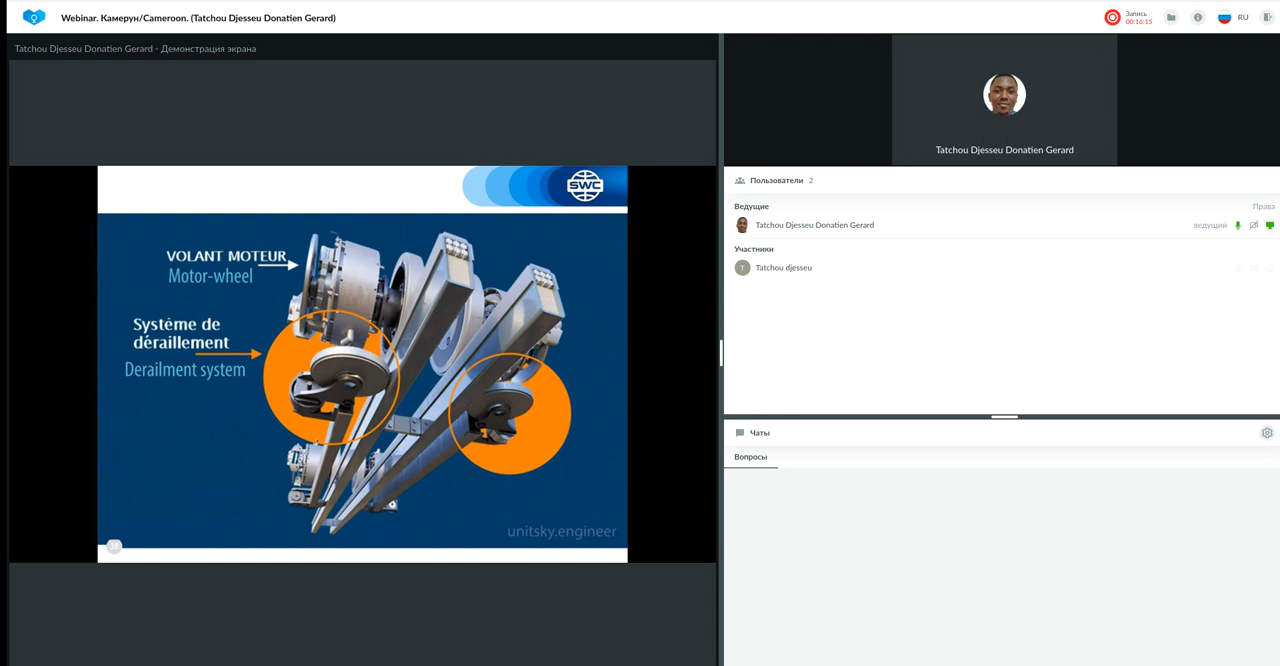 Webinar. Камерун/Cameroon. (Tatchou Djesseu Donatien Gerard)
Запись
00:16:15
RU
Tatchou Djesseu Donatien Gerard - Демонстрация экрана
SWC
VOLANT MOTEUR
Motor-wheel
Système de
déraillement
Derailment system
unitsky.engineer
Tatchou Djesseu Donatien Gerard
Пользователи 2
Ведущие Права
Tatchou Djesseu Donatien Gerard ведущий
Участники
T Tatchou djesseu
Чаты
Вопросы